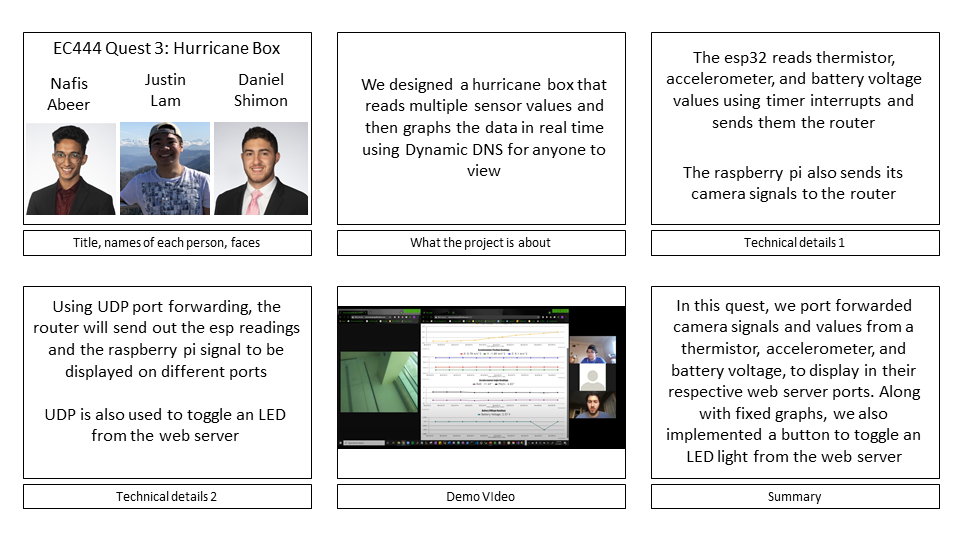 EC444 Quest 3: Hurricane Box
Nafis
Abeer
Justin
Lam
Daniel
Shimon
Title, names of each person, faces
We designed a hurricane box that
reads multiple sensor values and
then graphs the data in real time
using Dynamic DNS for anyone to
view
What the project is about
The esp32 reads thermistor,
accelerometer, and battery voltage
values using timer interrupts and
sends them the router
The raspberry pi also sends its
camera signals to the router
Technical details 1
Using UDP port forwarding, the
router will send out the esp readings
and the raspberry pi signal to be
displayed on different ports
UDP is also used to toggle an LED
from the web server
Technical details 2
Demo VIdeo
In this quest, we port forwarded
camera signals and values from a
thermistor, accelerometer, and
battery voltage, to display in their
respective web server ports. Along
with fixed graphs, we also
implemented a button to toggle an
LED light from the web server
Summary